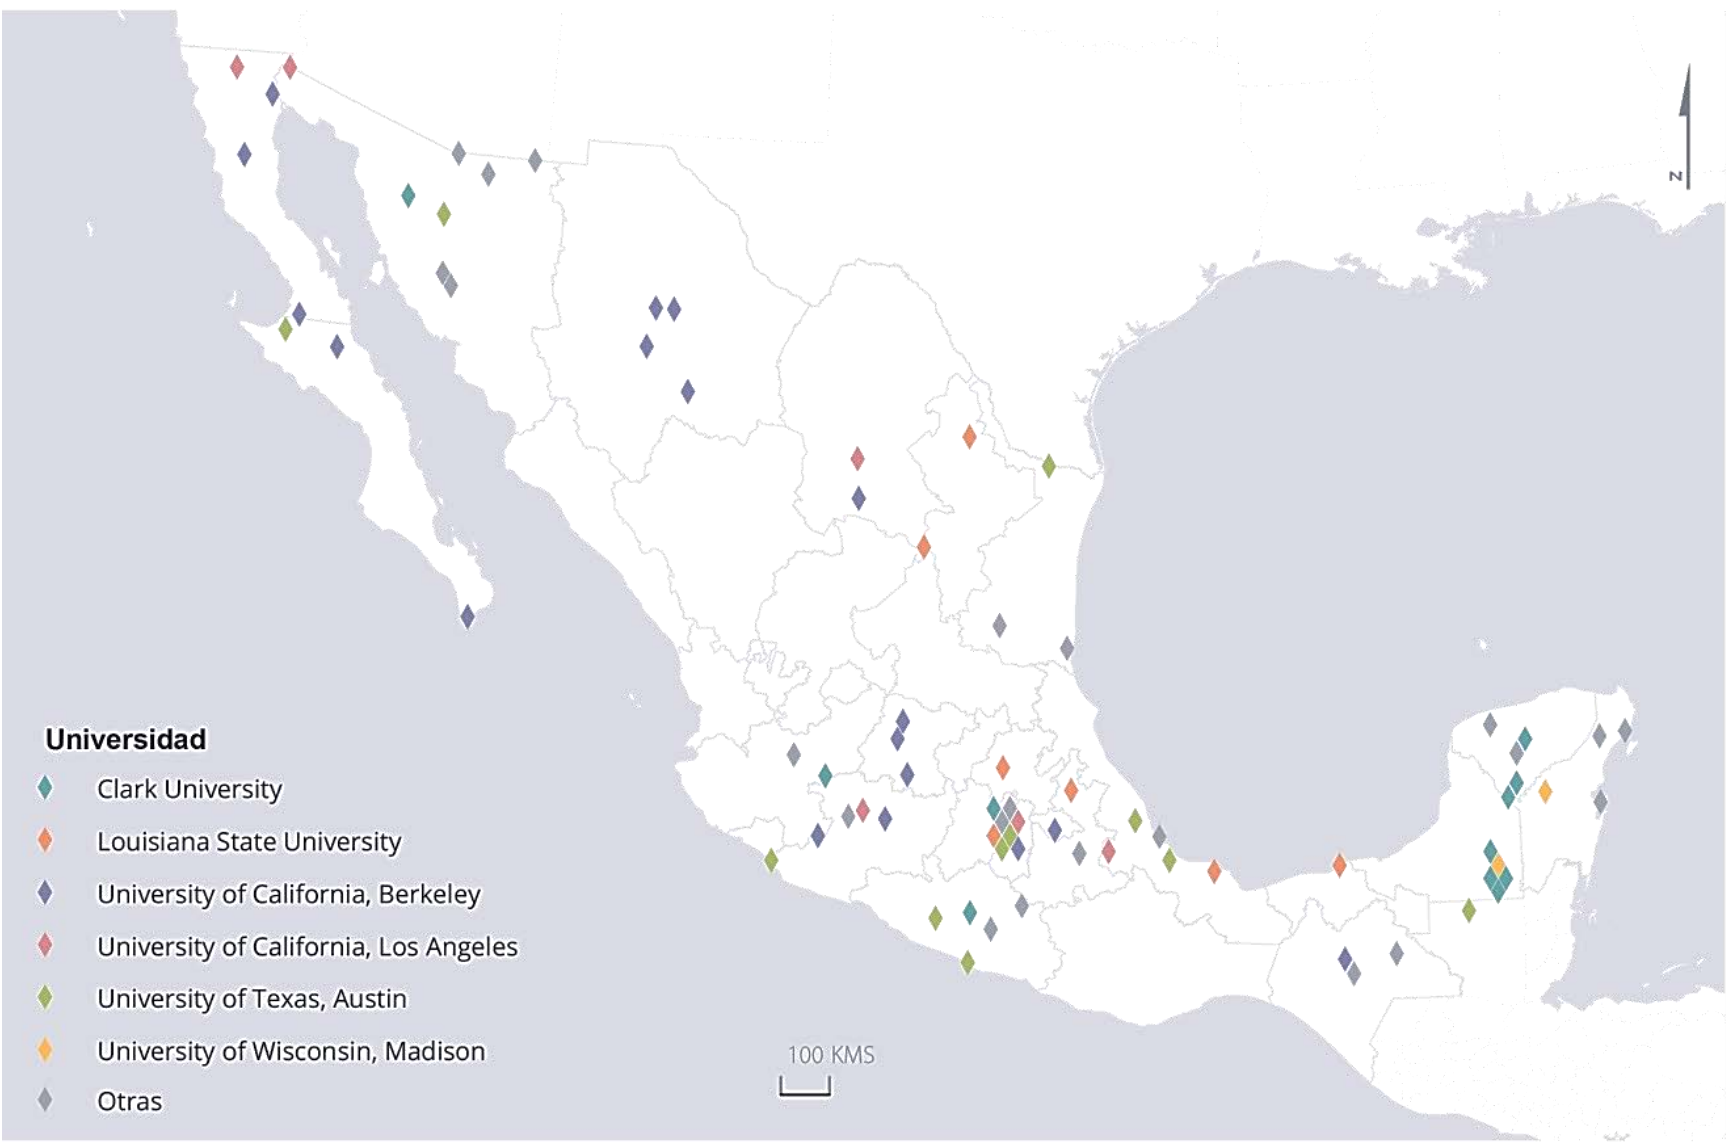 N
Universidad
Clark University
Louisiana State University
University of California, Berkeley
University of California, Los Angeles
University of Texas, Austin
University of Wisconsin, Madison
Otras
100 KMS